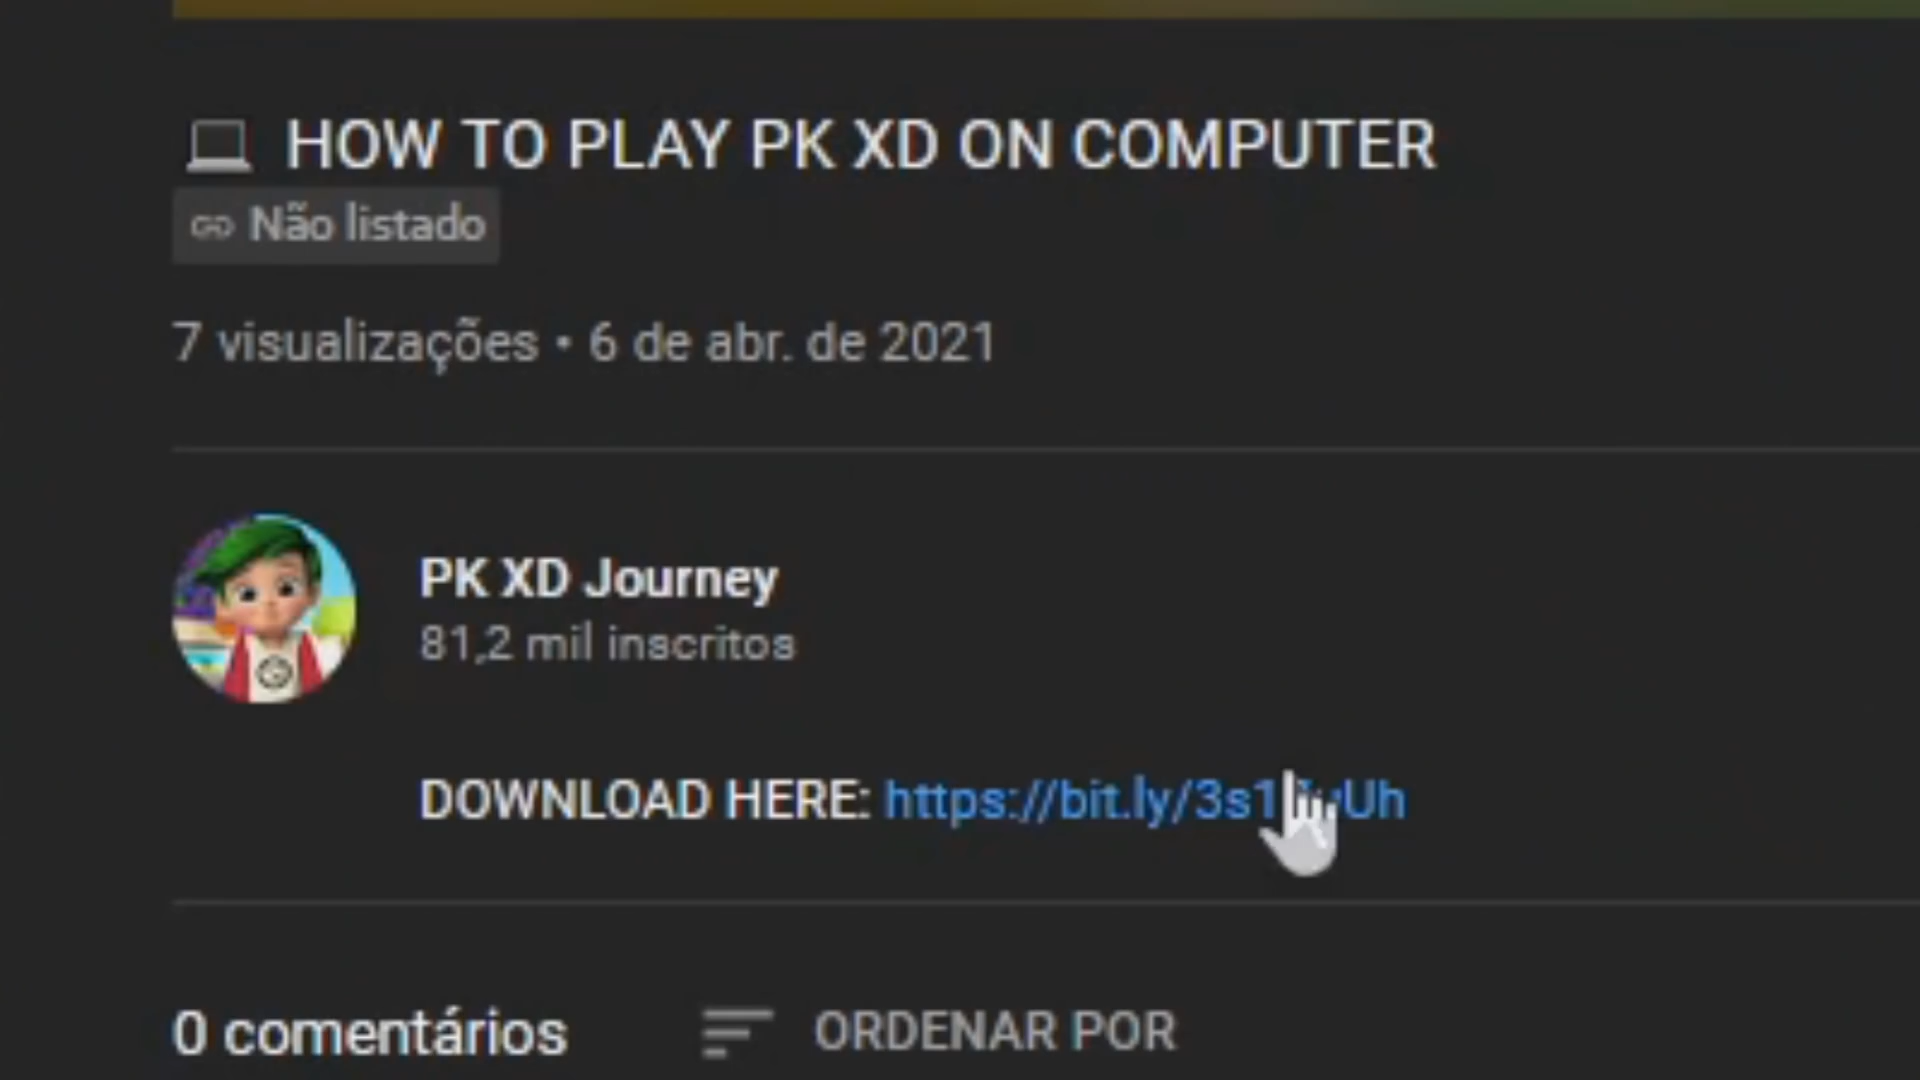 HOW TO PLAY PK XD ON COMPUTER
Não listado
7 visualizações • 6 de abr. de 2021
PK XD Journey
81,2 mil inscritos
DOWNLOAD HERE:
0 comentários
ORDENAR POR